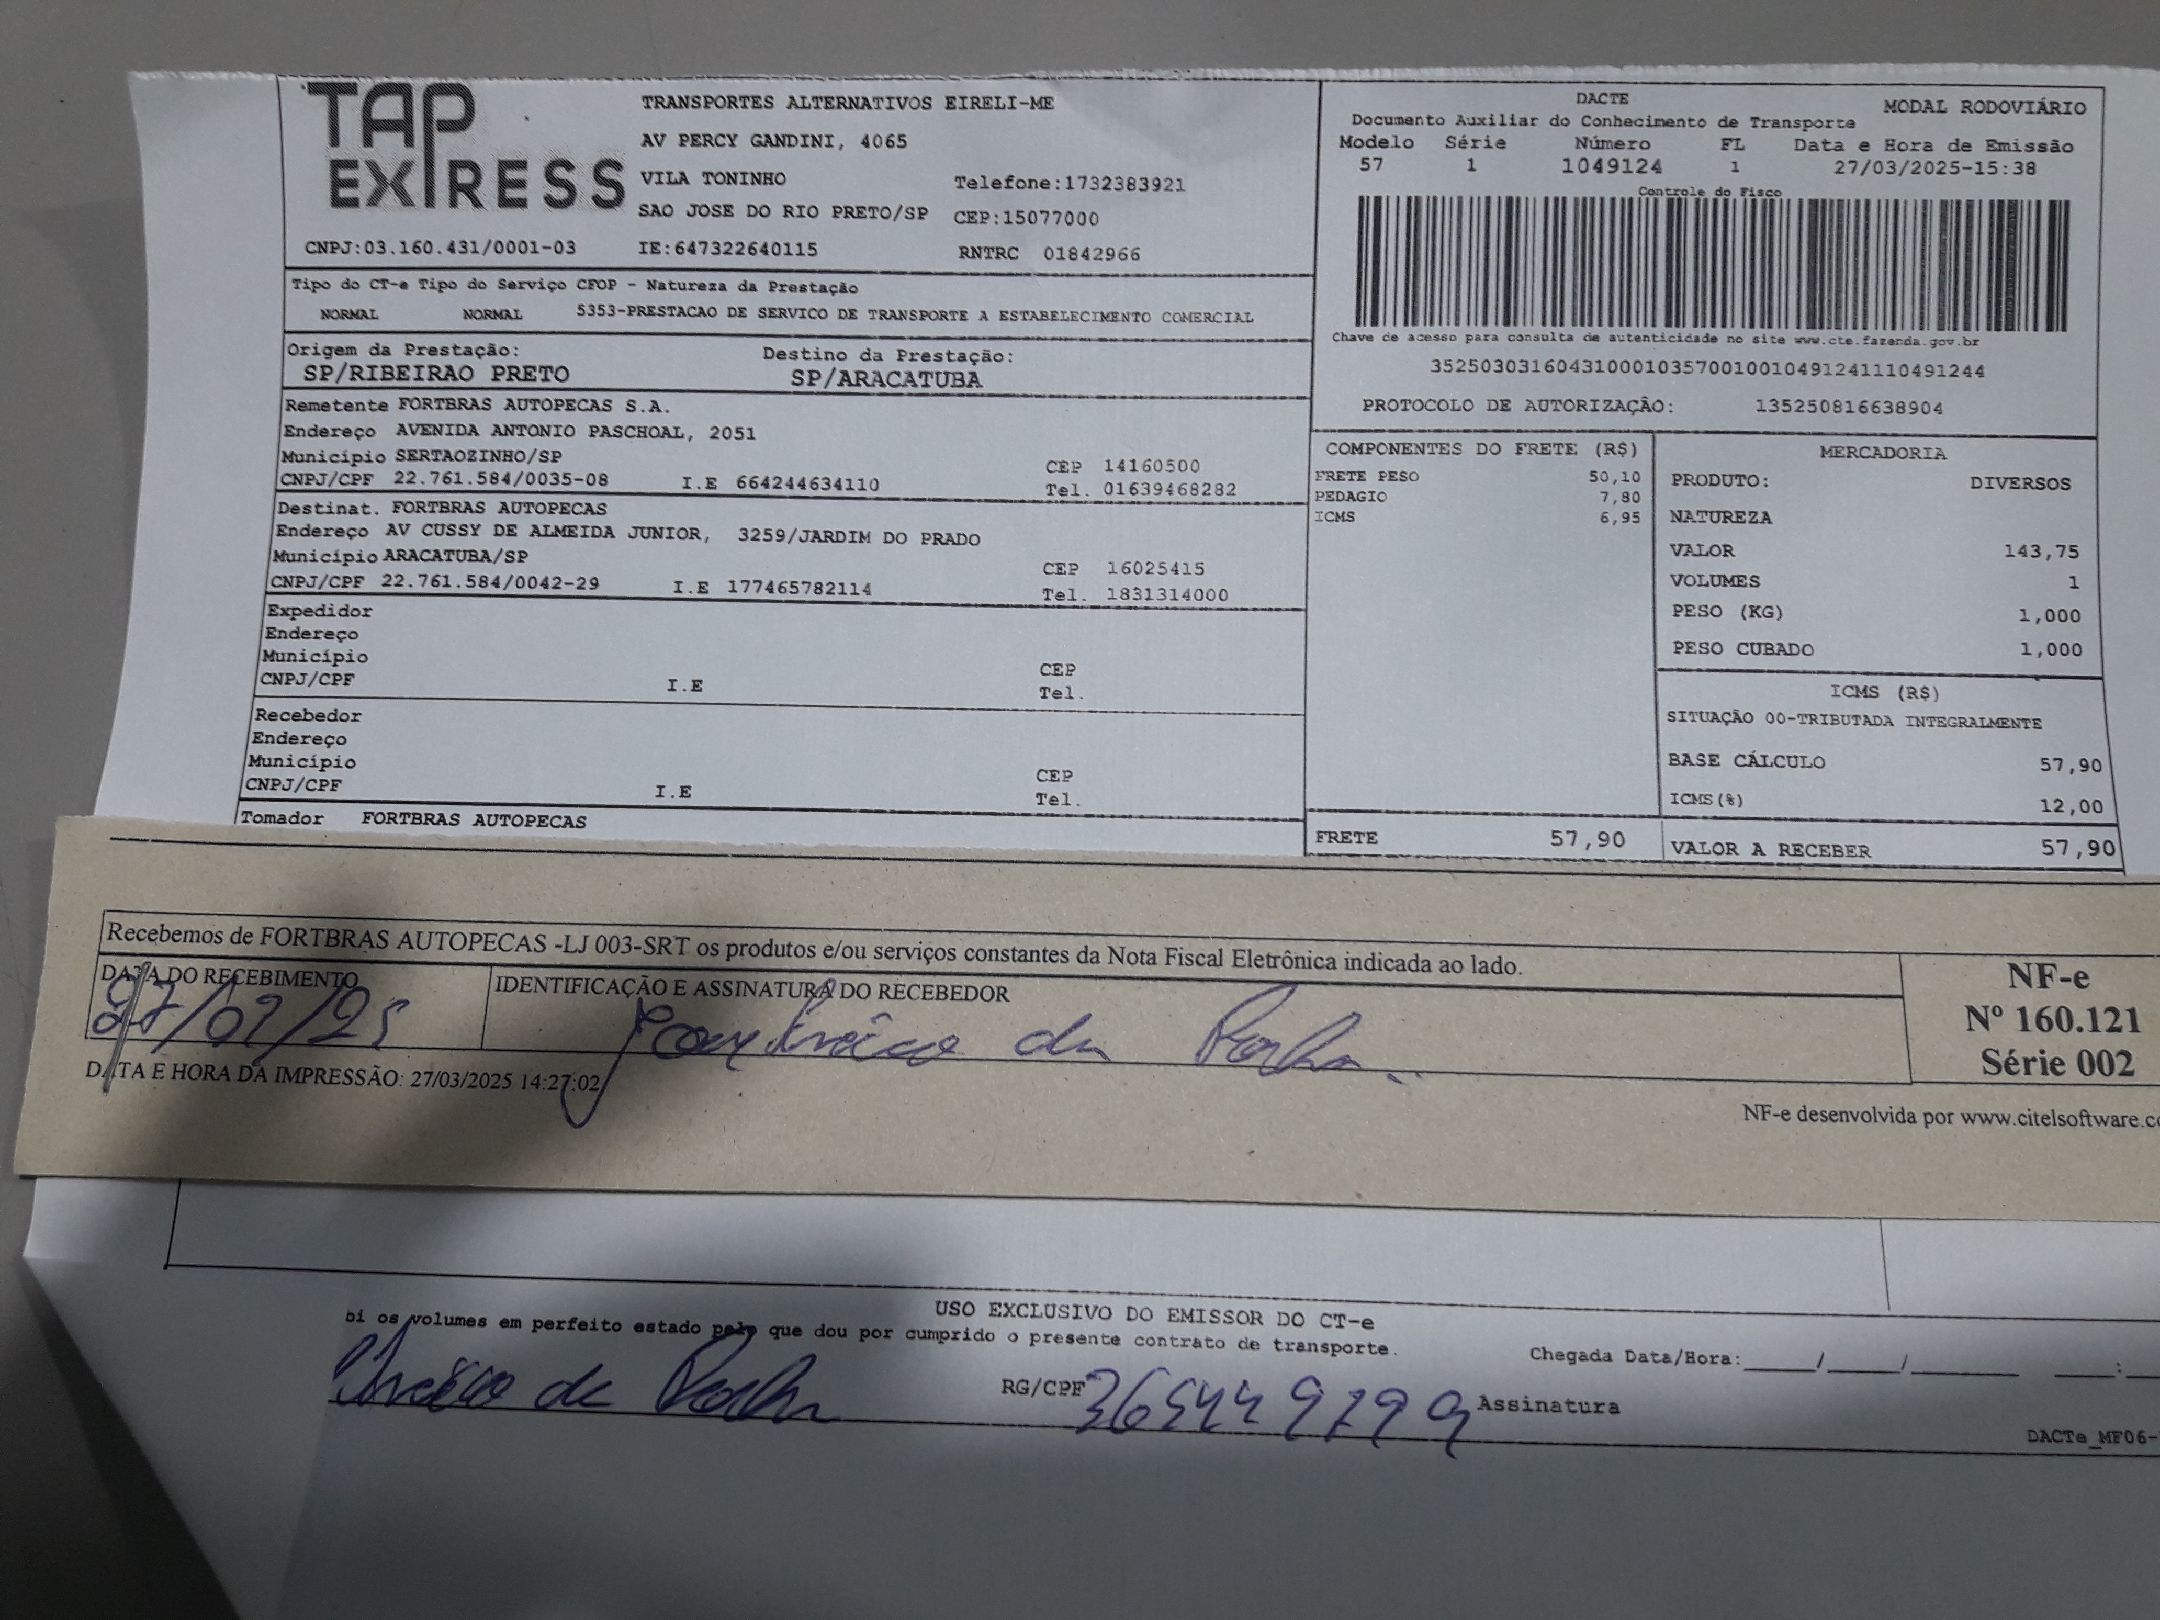 TAP EXPRESS
TRANSPORTES ALTERNATIVOS EIRELI-ME
AV PERCY GANDINI, 4065
VILA TONINHO Telefone:1732383921
SAO JOSE DO RIO PRETO/SP CEP:15077000
CNPJ:03.160.431/0001-03 IE:647322640115 RNTRC 01842966
DACTE MODAL RODOVIÁRIO
Documento Auxiliar do Conhecimento de Transporte
Modelo Série Número FL Data e Hora de Emissão
57 1 1049124 1 27/03/2025-15:38
Controle do Fisco
Chave de acesso para consulta de autenticidade no site www.cte.fazenda.gov.br
35250303160431000103570010010491241110491244
PROTOCOLO DE AUTORIZAÇÃO: 135250816638904
Tipo do CT-e Tipo do Serviço CFOP - Natureza da Prestação
NORMAL NORMAL 5353-PRESTACAO DE SERVICO DE TRANSPORTE A ESTABELECIMENTO COMERCIAL
Origem da Prestação: Destino da Prestação:
SP/RIBEIRAO PRETO SP/ARACATUBA
Remetente FORTBRAS AUTOPECAS S.A.
Endereço AVENIDA ANTONIO PASCHOAL, 2051
Município SERTAOZINHO/SP CEP 14160500
CNPJ/CPF 22.761.584/0035-08 I.E 664244634110 Tel. 01639468282
Destinat. FORTBRAS AUTOPECAS
Endereço AV CUSSY DE ALMEIDA JUNIOR, 3259/JARDIM DO PRADO
Município ARACATUBA/SP CEP 16025415
CNPJ/CPF 22.761.584/0042-29 I.E 177465782114 Tel. 1831314000
Expedidor
Endereço
Município CEP
CNPJ/CPF I.E Tel.
Recebedor
Endereço
Município CEP
CNPJ/CPF I.E Tel.
Tomador FORTBRAS AUTOPECAS
COMPONENTES DO FRETE (R$)
FRETE PESO 50,10
PEDAGIO 7,80
ICMS 6,95
FRETE 57,90
MERCADORIA
PRODUTO: DIVERSOS
NATUREZA
VALOR 143,75
VOLUMES 1
PESO (KG) 1,000
PESO CUBADO 1,000
ICMS (R$)
SITUAÇÃO 00-TRIBUTADA INTEGRALMENTE
BASE CÁLCULO 57,90
ICMS(%) 12,00
VALOR A RECEBER 57,90
Recebemos de FORTBRAS AUTOPECAS -LJ 003-SRT os produtos e/ou serviços constantes da Nota Fiscal Eletrônica indicada ao lado.
DATA DO RECEBIMENTO IDENTIFICAÇÃO E ASSINATURA DO RECEBEDOR
da Rocha
DATA E HORA DA IMPRESSÃO: 27/03/2025 14:27:02
NF-e
Nº 160.121
Série 002
NF-e desenvolvida por www.citelsoftware.co
USO EXCLUSIVO DO EMISSOR DO CT-e
bi os volumes em perfeito estado pelo que dou por cumprido o presente contrato de transporte.
Chegada Data/Hora:_____/_____/_______ ____:
da Rocha RG/CPF Assinatura
DACTe_MF06-